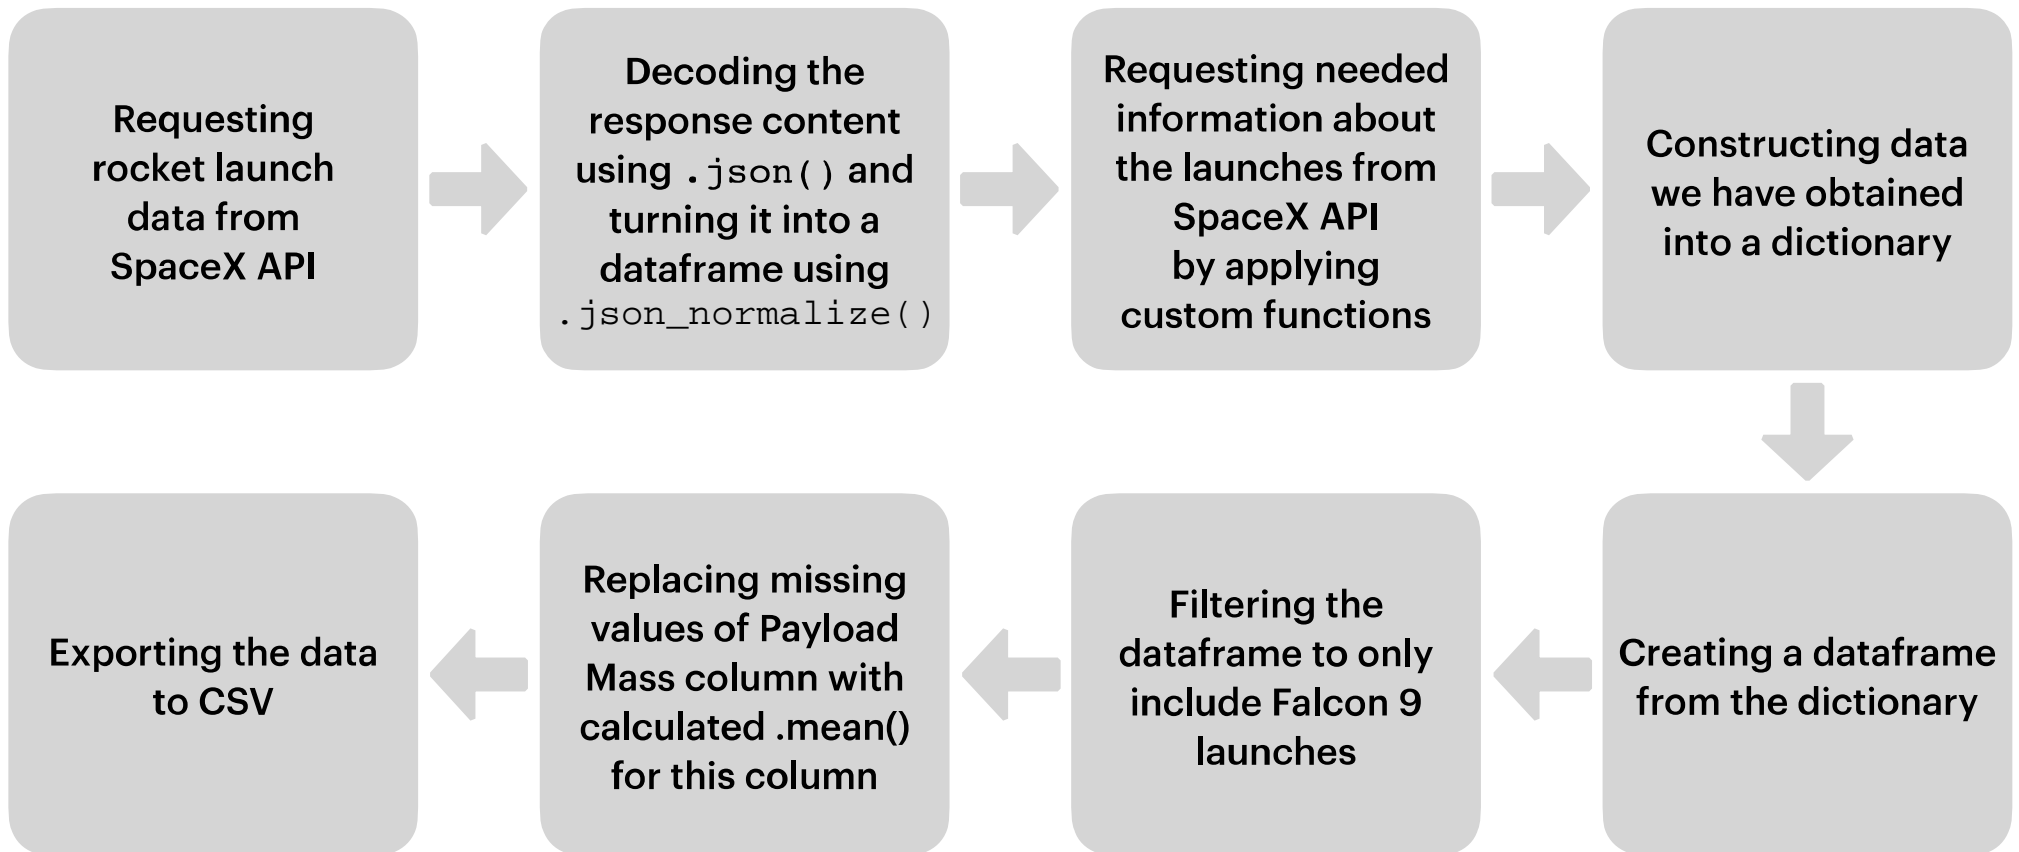 Requesting
rocket launch
data from
SpaceX API
Decoding the
response content
using .json() and
turning it into a
dataframe using
.json_normalize()
Requesting needed
information about
the launches from
SpaceX API
by applying
custom functions
Constructing data
we have obtained
into a dictionary
Creating a dataframe
from the dictionary
Filtering the
dataframe to only
include Falcon 9
launches
Replacing missing
values of Payload
Mass column with
calculated .mean()
for this column
Exporting the data
to CSV